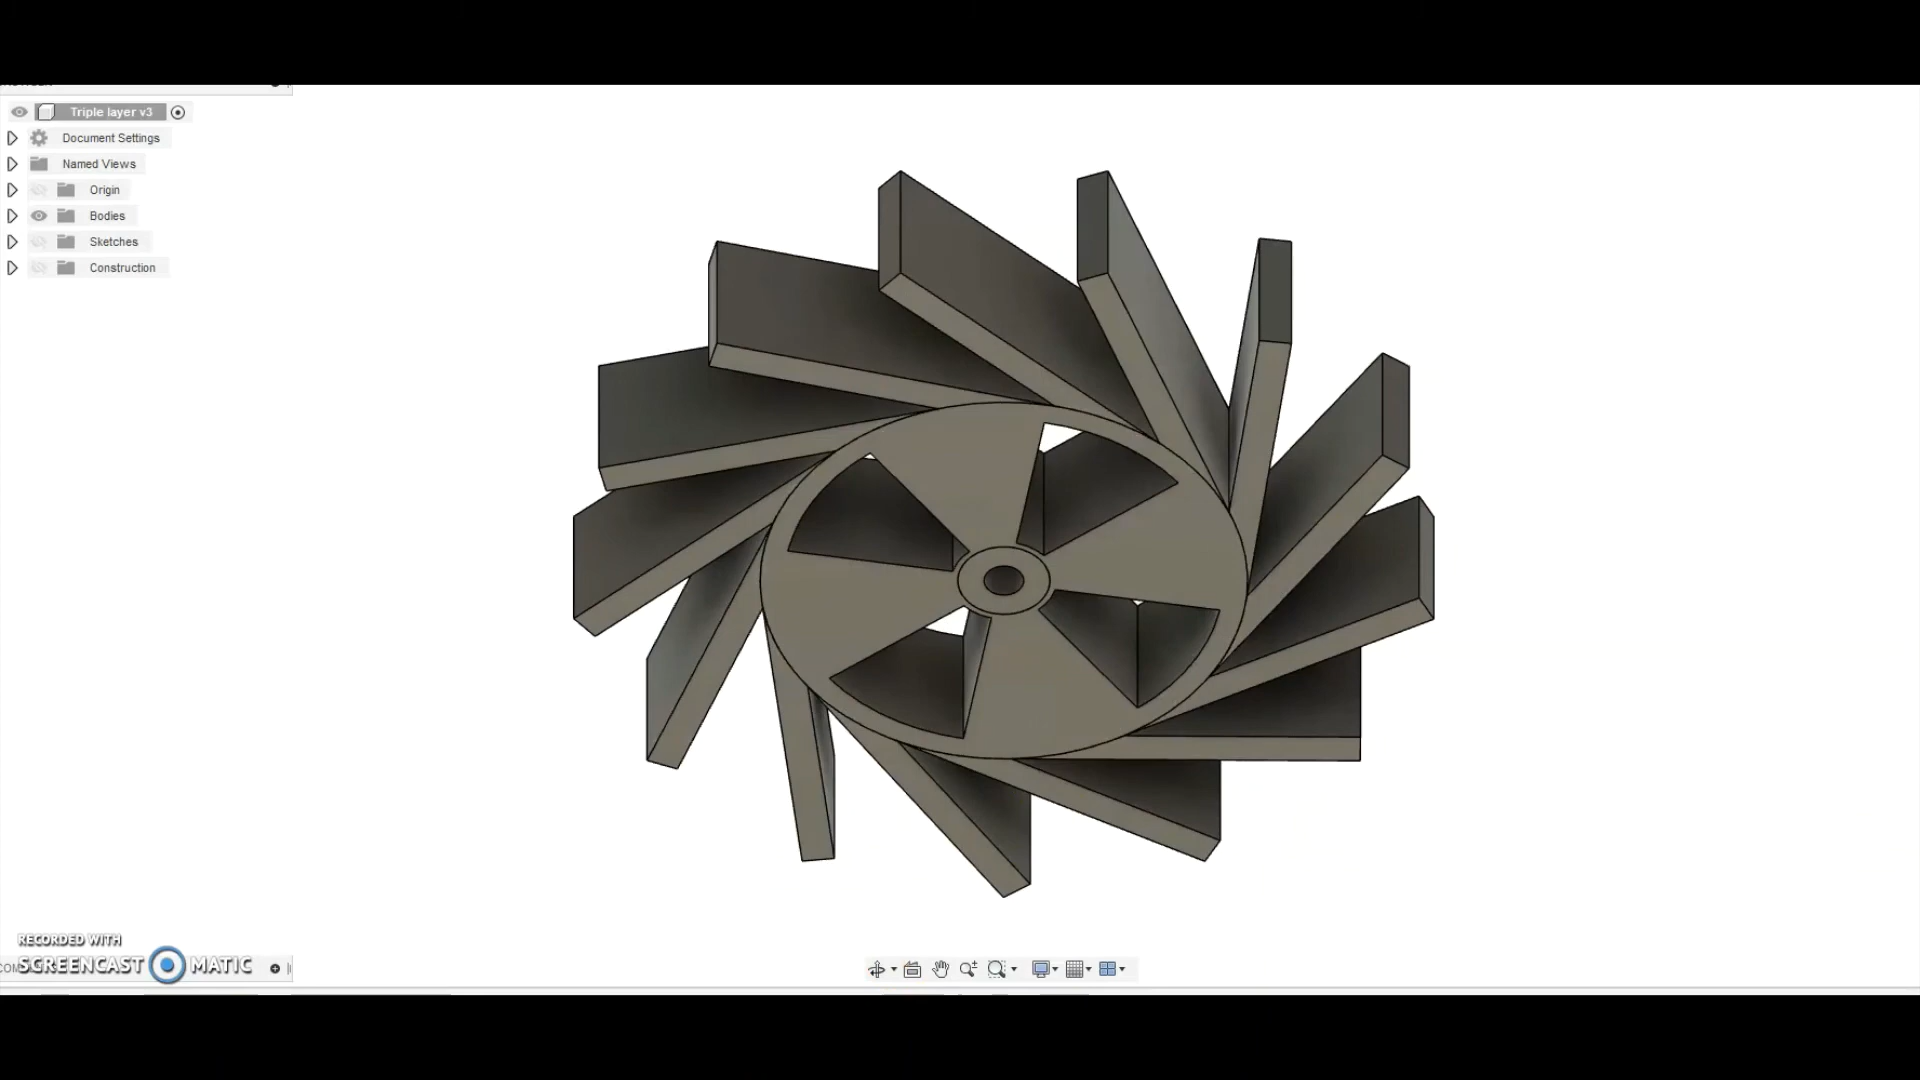 Triple layer v3
Document Settings
Named Views
Origin
Bodies
Sketches
Construction
RECORDED WITH
SCREENCAST MATIC